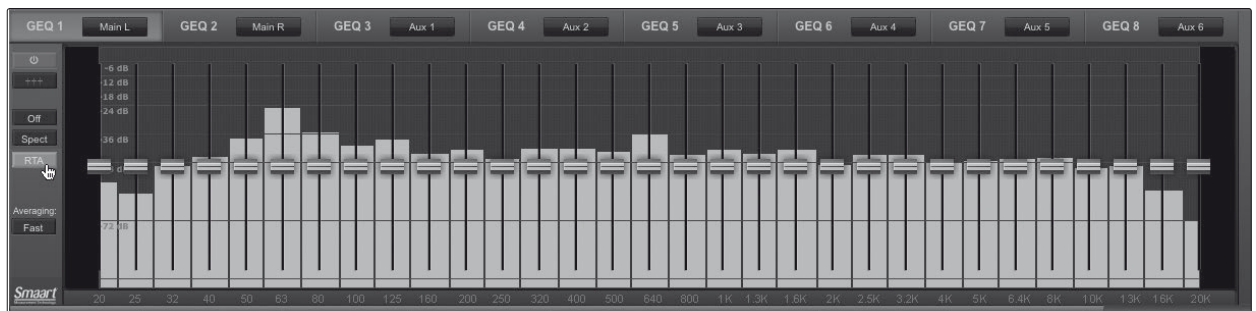 GEQ 1 Main L GEQ 2 Main R GEQ 3 Aux 1 GEQ 4 Aux 2 GEQ 5 Aux 3 GEQ 6 Aux 4 GEQ 7 Aux 5 GEQ 8 Aux 6
-6 dB
+++
-12 dB
-18 dB
-24 dB
Off
Spect
-36 dB
RTA
Averaging:
Fast
-72 dB
Smaart
20 25 32 40 50 63 80 100 125 160 200 250 320 400 500 640 800 1K 1.3K 1.6K 2K 2.5K 3.2K 4K 5K 6.4K 8K 10K 13K 16K 20K